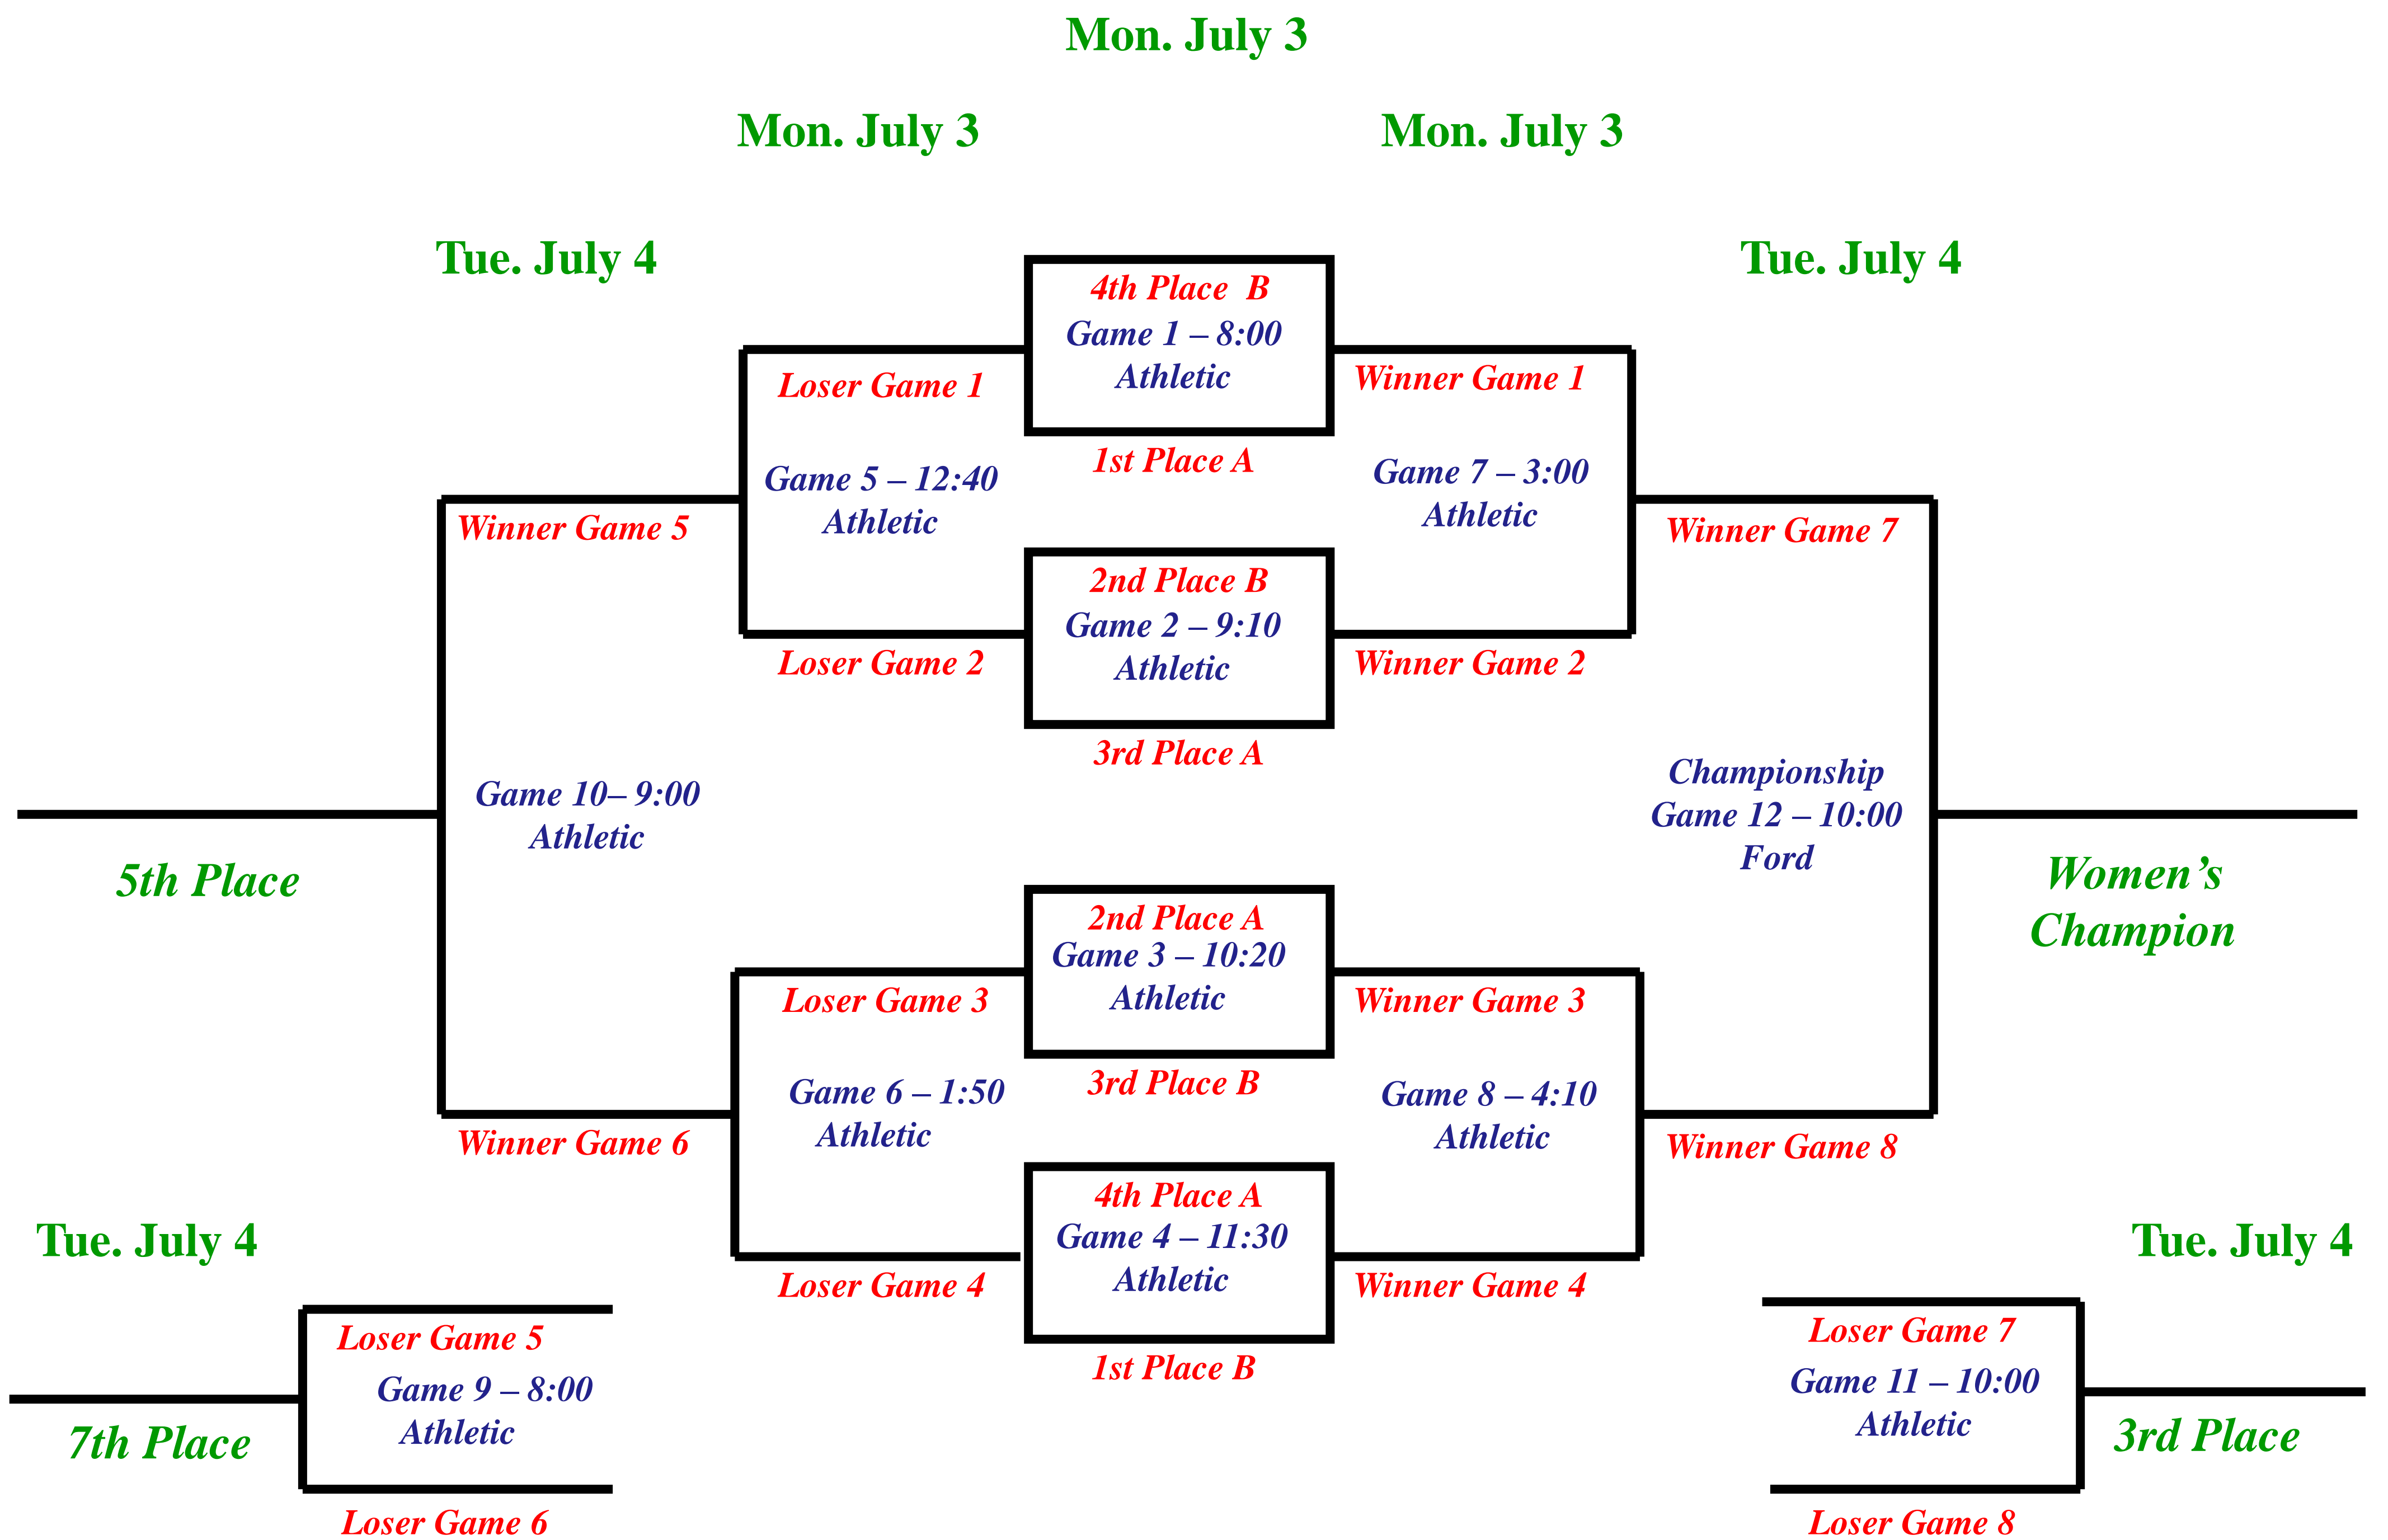 Mon. July 3
Mon. July 3
Mon. July 3
Tue. July 4
Tue. July 4
4th Place  B
Game 1 – 8:00
Athletic
1st Place A
Loser Game 1
Winner Game 1
Game 5 – 12:40
Athletic
Game 7 – 3:00
Athletic
Winner Game 5
Winner Game 7
2nd Place B
Game 2 – 9:10
Athletic
3rd Place A
Loser Game 2
Winner Game 2
Game 10– 9:00
Athletic
Championship
Game 12 – 10:00
Ford
5th Place
Women’s
Champion
2nd Place A
Game 3 – 10:20
Athletic
3rd Place B
Loser Game 3
Winner Game 3
Game 6 – 1:50
Athletic
Game 8 – 4:10
Athletic
Winner Game 6
Winner Game 8
4th Place A
Game 4 – 11:30
Athletic
1st Place B
Loser Game 4
Winner Game 4
Tue. July 4
Tue. July 4
Loser Game 5
Game 9 – 8:00
Athletic
7th Place
Loser Game 6
Loser Game 7
Game 11 – 10:00
Athletic
3rd Place
Loser Game 8